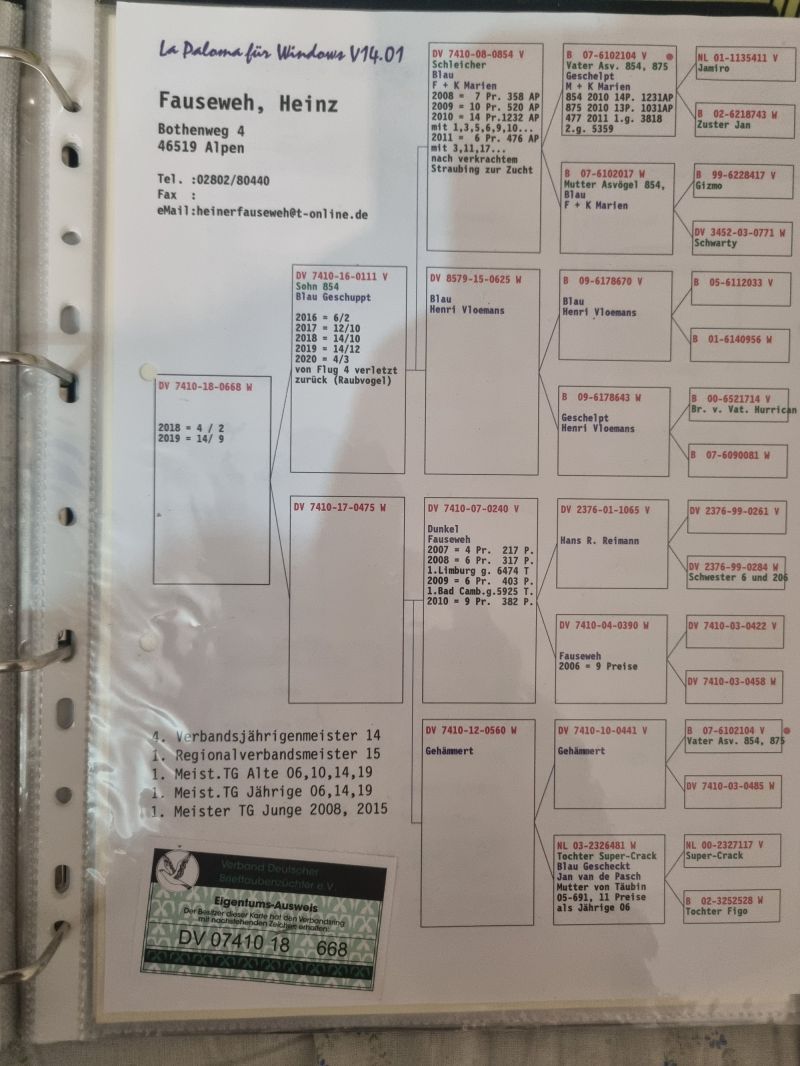 La Paloma für Windows V14.01
Fauseweh, Heinz
Bothenweg 4
46519 Alpen
Tel. :02802/80440
Fax  :
eMail:heinerfauseweh@t-online.de
DV 7410-18-0668 W
2018 = 4 / 2
2019 = 14/ 9
DV 7410-16-0111 V
Sohn 854
Blau Geschuppt
2016 = 6/2
2017 = 12/10
2018 = 14/10
2019 = 14/12
2020 = 4/3
von Flug 4 verletzt
zurück (Raubvogel)
DV 7410-17-0475 W
DV 7410-08-0854 V
Schleicher
Blau
F + K Marien
2008 =  7 Pr. 358 AP
2009 = 10 Pr. 520 AP
2010 = 14 Pr.1232 AP
mit 1,3,5,6,9,10...
2011 =  6 Pr. 476 AP
mit 3,11,17...
nach verkrachtem
Straubing zur Zucht
DV 8579-15-0625 W
Blau
Henri Vloemans
DV 7410-07-0240 V
Dunkel
Fauseweh
2007 = 4 Pr.  217 P.
2008 = 6 Pr.  317 P.
1.Limburg g. 6474 T
2009 = 6 Pr.  403 P.
1.Bad Camb.g.5925 T.
2010 = 9 Pr.  382 P.
DV 7410-12-0560 W
Gehämmert
B  07-6102104 V
Vater Asv. 854, 875
Geschelpt
M + K Marien
854 2010 14P. 1231AP
875 2010 13P. 1031AP
477 2011 1.g. 3818
2.g. 5359
B  07-6102017 W
Mutter Asvögel 854,
Blau
F + K Marien
B  09-6178670 V
Blau
Henri Vloemans
B  09-6178643 W
Geschelpt
Henri Vloemans
DV 2376-01-1065 V
Hans R. Reimann
DV 7410-04-0390 W
Fauseweh
2006 = 9 Preise
DV 7410-10-0441 V
Gehämmert
NL 03-2326481 W
Tochter Super-Crack
Blau Gescheckt
Jan van de Pasch
Mutter von Täubin
05-691, 11 Preise
als Jährige 06
NL 01-1135411 V
Jamiro
B  02-6218743 W
Zuster Jan
B  99-6228417 V
Gizmo
DV 3452-03-0771 W
Schwarty
B  05-6112033 V
B  01-6140956 W
B  00-6521714 V
Br. v. Vat. Hurrican
B  07-6090081 W
DV 2376-99-0261 V
DV 2376-99-0284 W
Schwester 6 und 206
DV 7410-03-0422 V
DV 7410-03-0458 W
B  07-6102104 V
Vater Asv. 854, 875
DV 7410-03-0485 W
NL 00-2327117 V
Super-Crack
B  02-3252528 W
Tochter Figo
4. Verbandsjährigenmeister 14
1. Regionalverbandsmeister 15
1. Meist.TG Alte 06,10,14,19
1. Meist.TG Jährige 06,14,19
1. Meister TG Junge 2008, 2015
Verband Deutscher
Brieftaubenzüchter e.V.
Eigentums-Ausweis
Der Besitzer dieser Karte hat den Verbandsring
mit nachstehenden Zeichen erhalten:
DV 07410 18 668